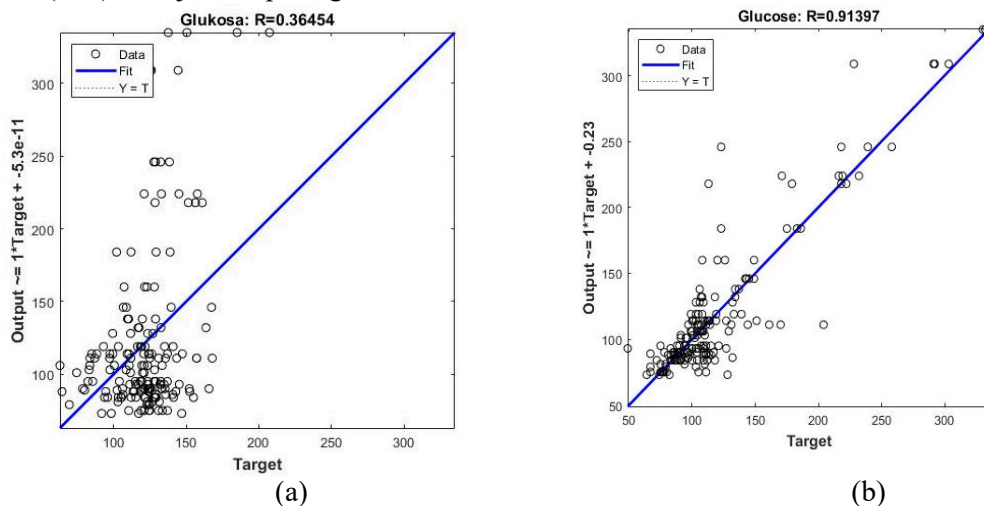 Glukosa: R=0.36454
Data
Fit
Y = T
Output ~= 1*Target + -5.3e-11
300
250
200
150
100
100 150 200 250 300
Target
(a)
Glucose: R=0.91397
Data
Fit
Y = T
Output ~= 1*Target + -0.23
300
250
200
150
100
50
50 100 150 200 250 300
Target
(b)